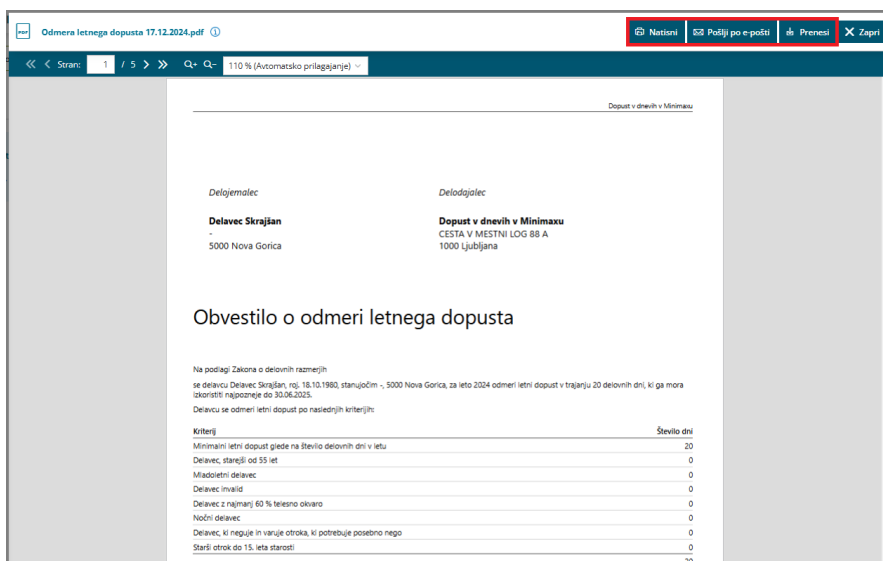 PDF Odmera letnega dopusta 17.12.2024.pdf Natisni Pošlji po e-pošti Prenesi Zapri
Stran: 1 / 5 110 % (Avtomatsko prilagajanje)
Dopust v dnevih v Minimaxu
Delojemalec Delodajalec
Delavec Skrajšan Dopust v dnevih v Minimaxu
- CESTA V MESTNI LOG 88 A
5000 Nova Gorica 1000 Ljubljana
Obvestilo o odmeri letnega dopusta
Na podlagi Zakona o delovnih razmerjih
se delavcu Delavec Skrajšan, roj. 18.10.1980, stanujočim -, 5000 Nova Gorica, za leto 2024 odmeri letni dopust v trajanju 20 delovnih dni, ki ga mora
izkoristiti najpozneje do 30.06.2025.
Delavcu se odmeri letni dopust po naslednjih kriterijih:
Kriterij Število dni
Minimalni letni dopust glede na število delovnih dni v letu 20
Delavec, starejši od 55 let 0
Mladoletni delavec 0
Delavec invalid 0
Delavec z najmanj 60 % telesno okvaro 0
Nočni delavec 0
Delavec, ki neguje in varuje otroka, ki potrebuje posebno nego 0
Starši otrok do 15. leta starosti 0
20